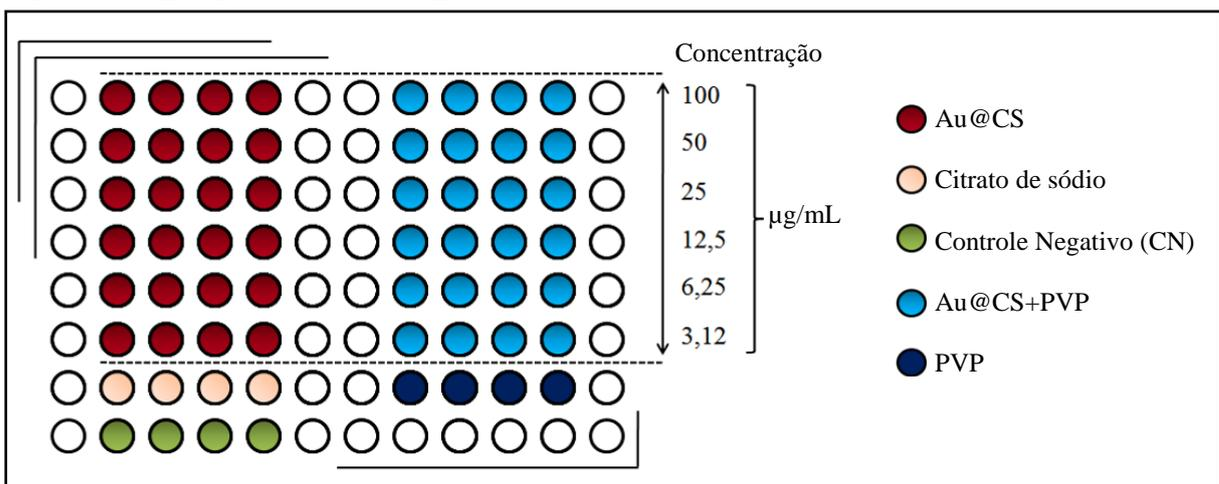 Concentração
100
50
25
12,5
6,25
3,12
µg/mL
Au@CS
Citrato de sódio
Controle Negativo (CN)
Au@CS+PVP
PVP